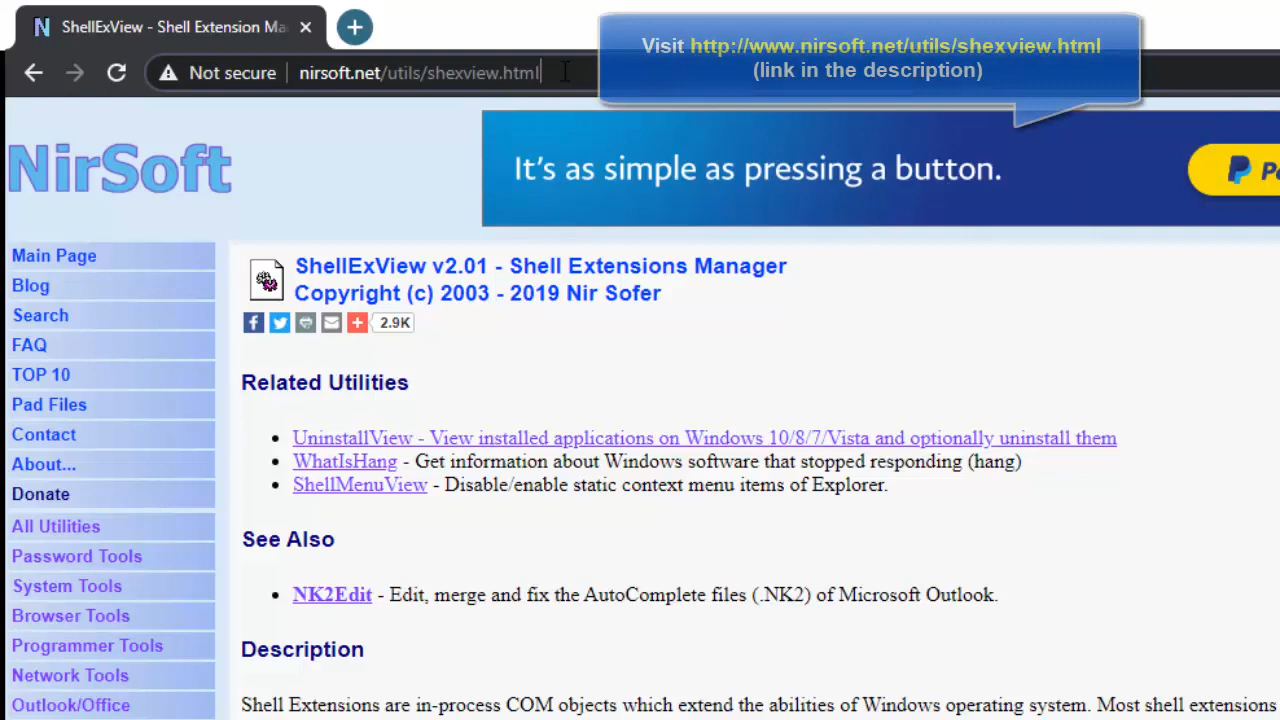 N ShellExView - Shell Extension Ma
Visit http://www.nirsoft.net/utils/shexview.html
(link in the description)
Not secure nirsoft.net/utils/shexview.html
NirSoft
It's as simple as pressing a button.
Main Page
Blog
Search
FAQ
TOP 10
Pad Files
Contact
About...
Donate
All Utilities
Password Tools
System Tools
Browser Tools
Programmer Tools
Network Tools
Outlook/Office
ShellExView v2.01 - Shell Extensions Manager
Copyright (c) 2003 - 2019 Nir Sofer
2.9K
Related Utilities
UninstallView - View installed applications on Windows 10/8/7/Vista and optionally uninstall them
WhatIsHang - Get information about Windows software that stopped responding (hang)
ShellMenuView - Disable/enable static context menu items of Explorer.
See Also
NK2Edit - Edit, merge and fix the AutoComplete files (.NK2) of Microsoft Outlook.
Description
Shell Extensions are in-process COM objects which extend the abilities of Windows operating system. Most shell extensions